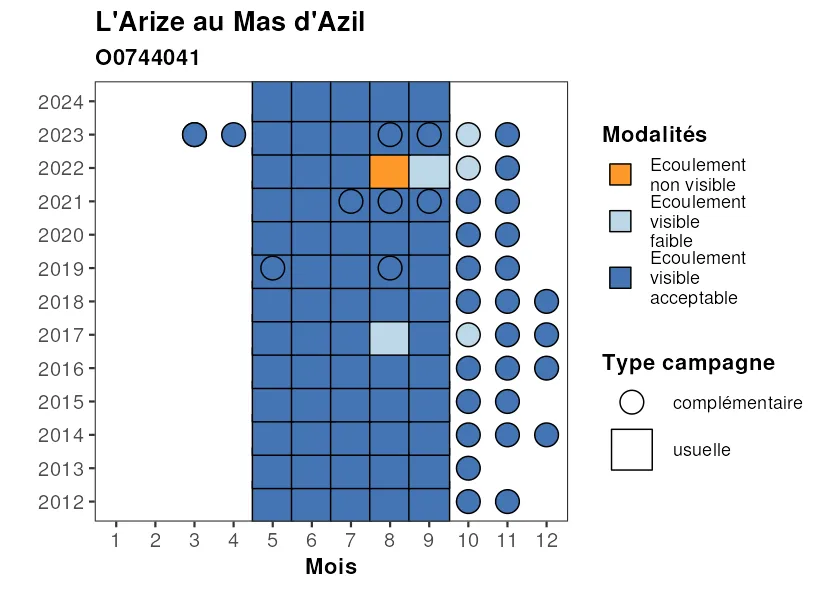 L'Arize au Mas d'Azil
O0744041
2024
2023
2022
2021
2020
2019
2018
2017
2016
2015
2014
2013
2012
1 2 3 4 5 6 7 8 9 10 11 12
Mois
Modalités
Ecoulement
non visible
Ecoulement
visible
faible
Ecoulement
visible
acceptable
Type campagne
complémentaire
usuelle